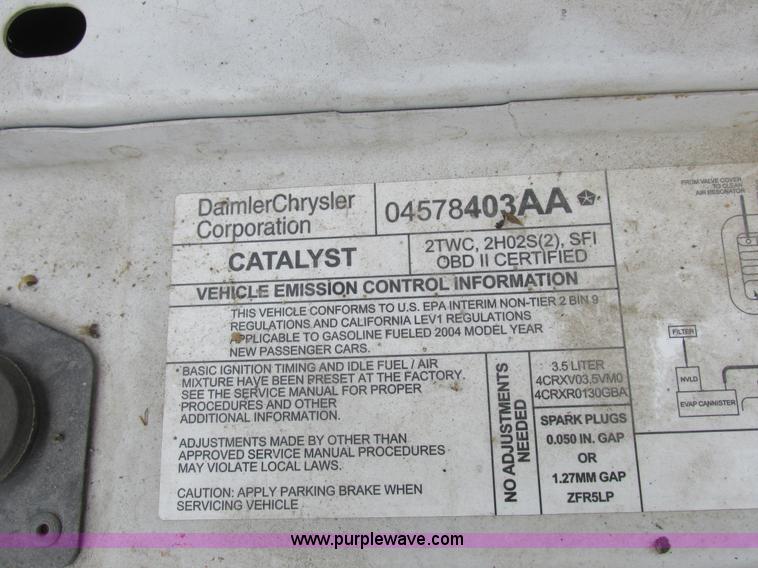 DaimlerChrysler
Corporation
04578403AA
CATALYST
2TWC, 2H02S(2), SFI
OBD II CERTIFIED
VEHICLE EMISSION CONTROL INFORMATION
THIS VEHICLE CONFORMS TO U.S. EPA INTERIM NON-TIER 2 BIN 9
REGULATIONS AND CALIFORNIA LEV1 REGULATIONS
APPLICABLE TO GASOLINE FUELED 2004 MODEL YEAR
NEW PASSENGER CARS.
* BASIC IGNITION TIMING AND IDLE FUEL / AIR
MIXTURE HAVE BEEN PRESET AT THE FACTORY.
SEE THE SERVICE MANUAL FOR PROPER
PROCEDURES AND OTHER
ADDITIONAL INFORMATION.
* ADJUSTMENTS MADE BY OTHER THAN
APPROVED SERVICE MANUAL PROCEDURES
MAY VIOLATE LOCAL LAWS.
CAUTION: APPLY PARKING BRAKE WHEN
SERVICING VEHICLE
NO ADJUSTMENTS
NEEDED
3.5 LITER
4CRXV03.5VM0
4CRXR0130GBA
SPARK PLUGS
0.050 IN. GAP
OR
1.27MM GAP
ZFR5LP
FROM VALVE COVER
TO CLEAN
AIR RESONATOR
FILTER
NVLD
EVAP CANNISTER
www.purplewave.com